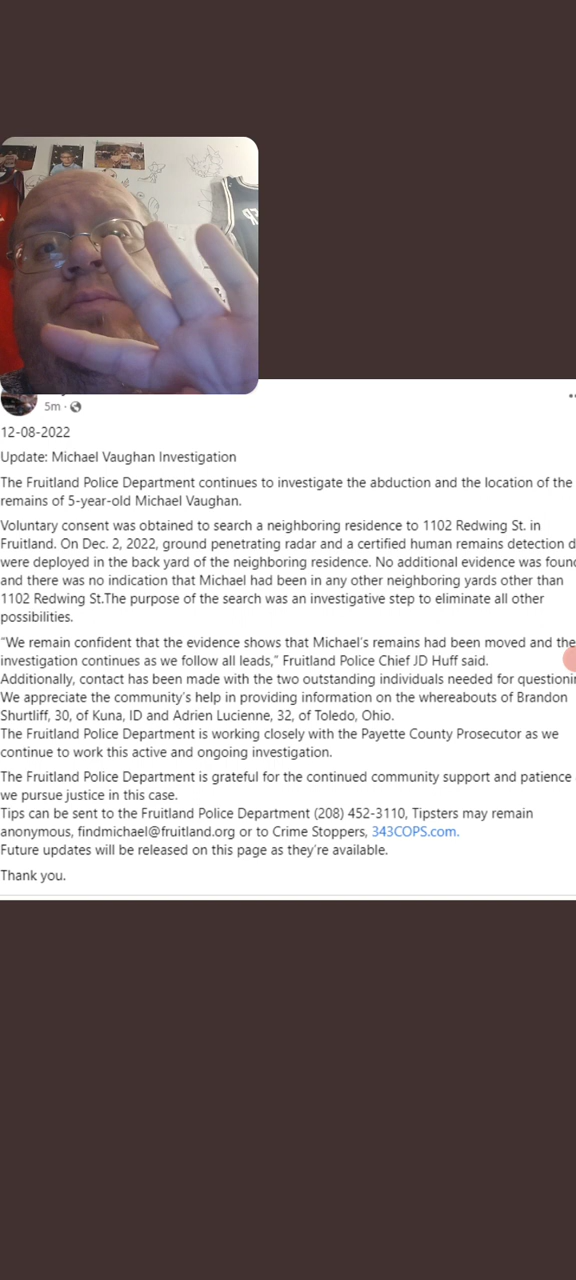 5m ·
12-08-2022
Update: Michael Vaughan Investigation
The Fruitland Police Department continues to investigate the abduction and the location of the
remains of 5-year-old Michael Vaughan.
Voluntary consent was obtained to search a neighboring residence to 1102 Redwing St. in
Fruitland. On Dec. 2, 2022, ground penetrating radar and a certified human remains detection d
were deployed in the back yard of the neighboring residence. No additional evidence was foun
and there was no indication that Michael had been in any other neighboring yards other than
1102 Redwing St.The purpose of the search was an investigative step to eliminate all other
possibilities.
“We remain confident that the evidence shows that Michael’s remains had been moved and the
investigation continues as we follow all leads,” Fruitland Police Chief JD Huff said.
Additionally, contact has been made with the two outstanding individuals needed for questioni
We appreciate the community’s help in providing information on the whereabouts of Brandon
Shurtliff, 30, of Kuna, ID and Adrien Lucienne, 32, of Toledo, Ohio.
The Fruitland Police Department is working closely with the Payette County Prosecutor as we
continue to work this active and ongoing investigation.
The Fruitland Police Department is grateful for the continued community support and patience
we pursue justice in this case.
Tips can be sent to the Fruitland Police Department (208) 452-3110, Tipsters may remain
anonymous, findmichael@fruitland.org or to Crime Stoppers, 343COPS.com.
Future updates will be released on this page as they’re available.
Thank you.